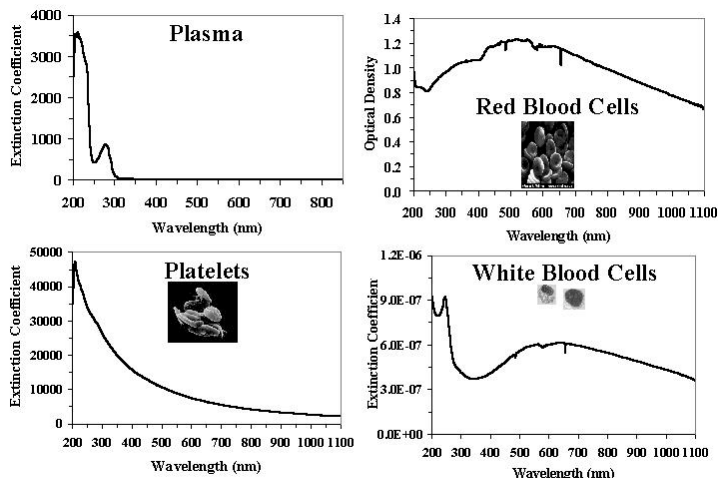 Plasma
Extinction Coefficient
4000
3000
2000
1000
0
200 300 400 500 600 700 800
Wavelength (nm)
Red Blood Cells
Optical Density
1.4
1.2
1.0
0.8
0.6
0.4
0.2
0.0
200 300 400 500 600 700 800 900 1000 1100
Wavelength (nm)
Platelets
Extinction Coefficient
50000
40000
30000
20000
10000
0
200 300 400 500 600 700 800 900 1000 1100
Wavelength (nm)
White Blood Cells
Extinction Coefficien
1.2E-06
9.0E-07
6.0E-07
3.0E-07
0.0E+00
200 300 400 500 600 700 800 900 1000 1100
Wavelength (nm)